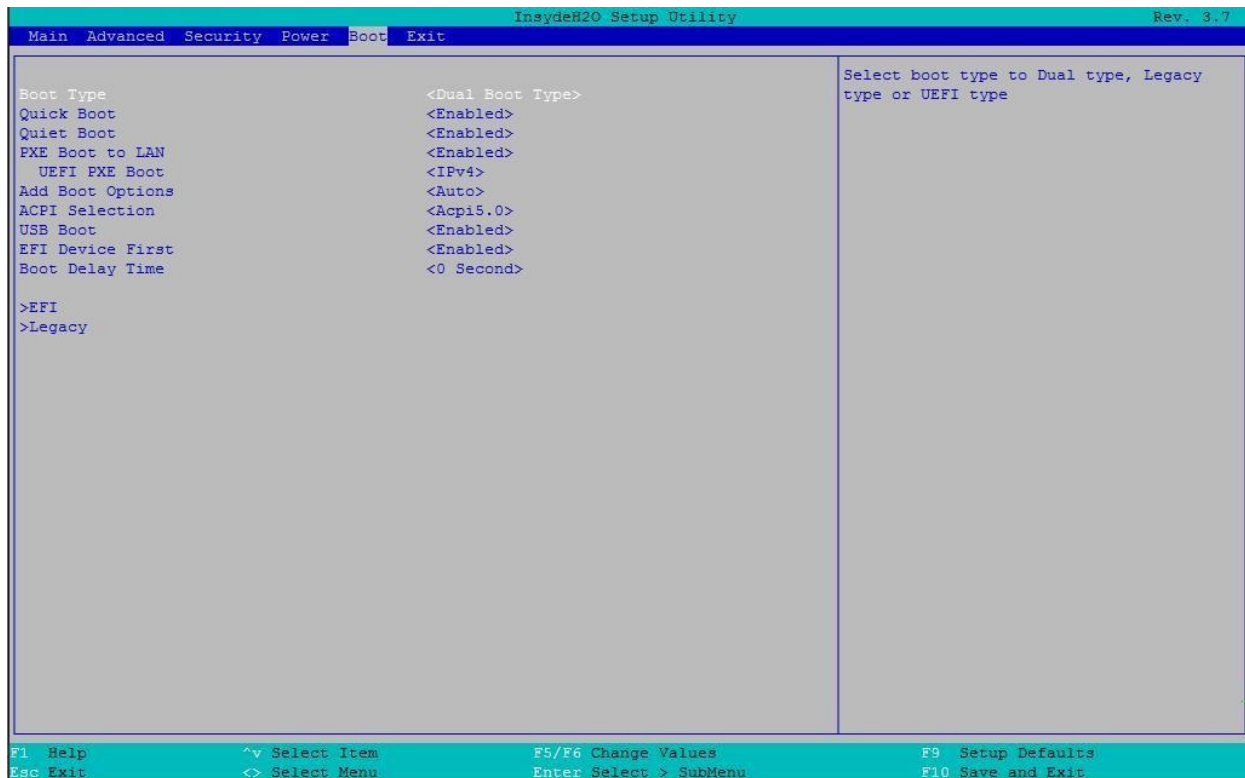 InsydeH2O Setup Utility Rev. 3.7
Main Advanced Security Power Boot Exit
Boot Type <Dual Boot Type>
Quick Boot <Enabled>
Quiet Boot <Enabled>
PXE Boot to LAN <Enabled>
UEFI PXE Boot <IPv4>
Add Boot Options <Auto>
ACPI Selection <Acpi5.0>
USB Boot <Enabled>
EFI Device First <Enabled>
Boot Delay Time <0 Second>
>EFI
>Legacy
Select boot type to Dual type, Legacy
type or UEFI type
F1 Help ^v Select Item F5/F6 Change Values F9 Setup Defaults
Esc Exit <> Select Menu Enter Select > SubMenu F10 Save and Exit